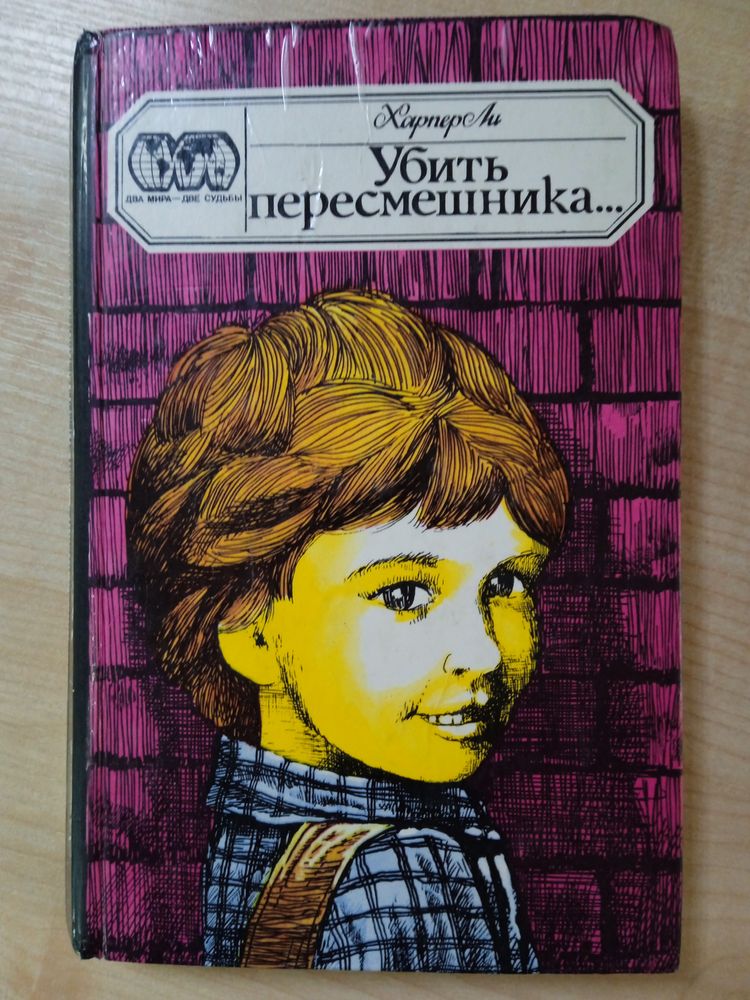 Харпер Ли
Убить
пересмешника...
ДВА МИРА—ДВЕ СУДЬБЫ